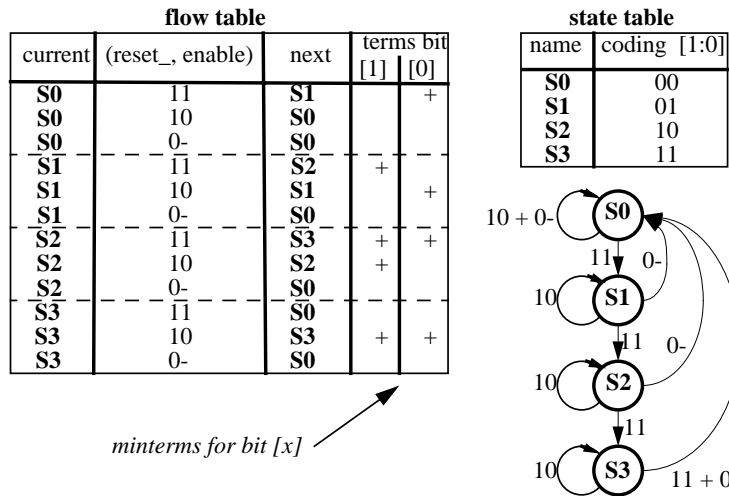 flow table
current (reset_, enable) next terms bit
[1] [0]
S0 11 S1 +
S0 10 S0
S0 0- S0
S1 11 S2 +
S1 10 S1 +
S1 0- S0
S2 11 S3 + +
S2 10 S2 +
S2 0- S0
S3 11 S0
S3 10 S3 + +
S3 0- S0
minterms for bit [x]
state table
name coding [1:0]
S0 00
S1 01
S2 10
S3 11
S0
10 + 0-
11
0-
S1
10
11
0-
S2
10
11
S3
10
11 + 0